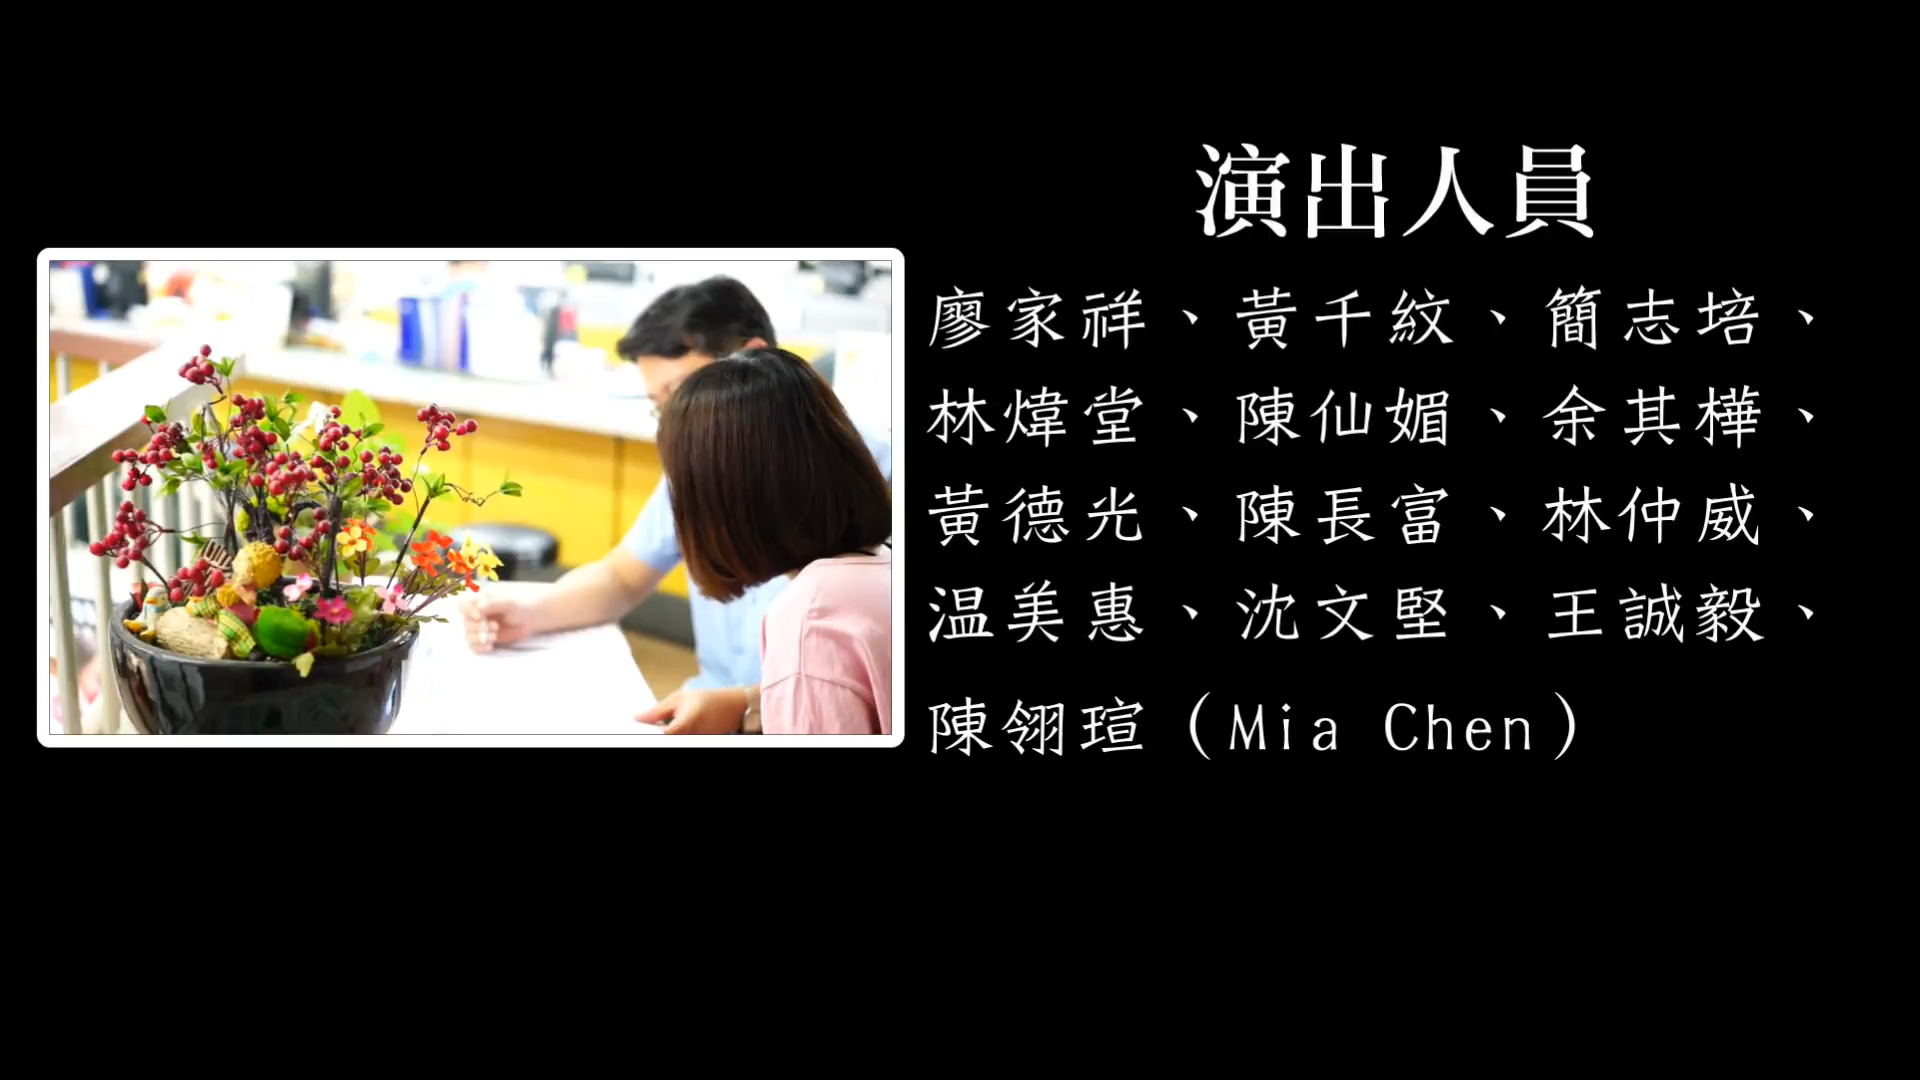 演出人員
廖家祥、黃千紋、簡志培、
林煒堂、陳仙媚、余其樺、
黃德光、陳長富、林仲威、
温美惠、沈文堅、王誠毅、
陳翎瑄（Mia Chen）